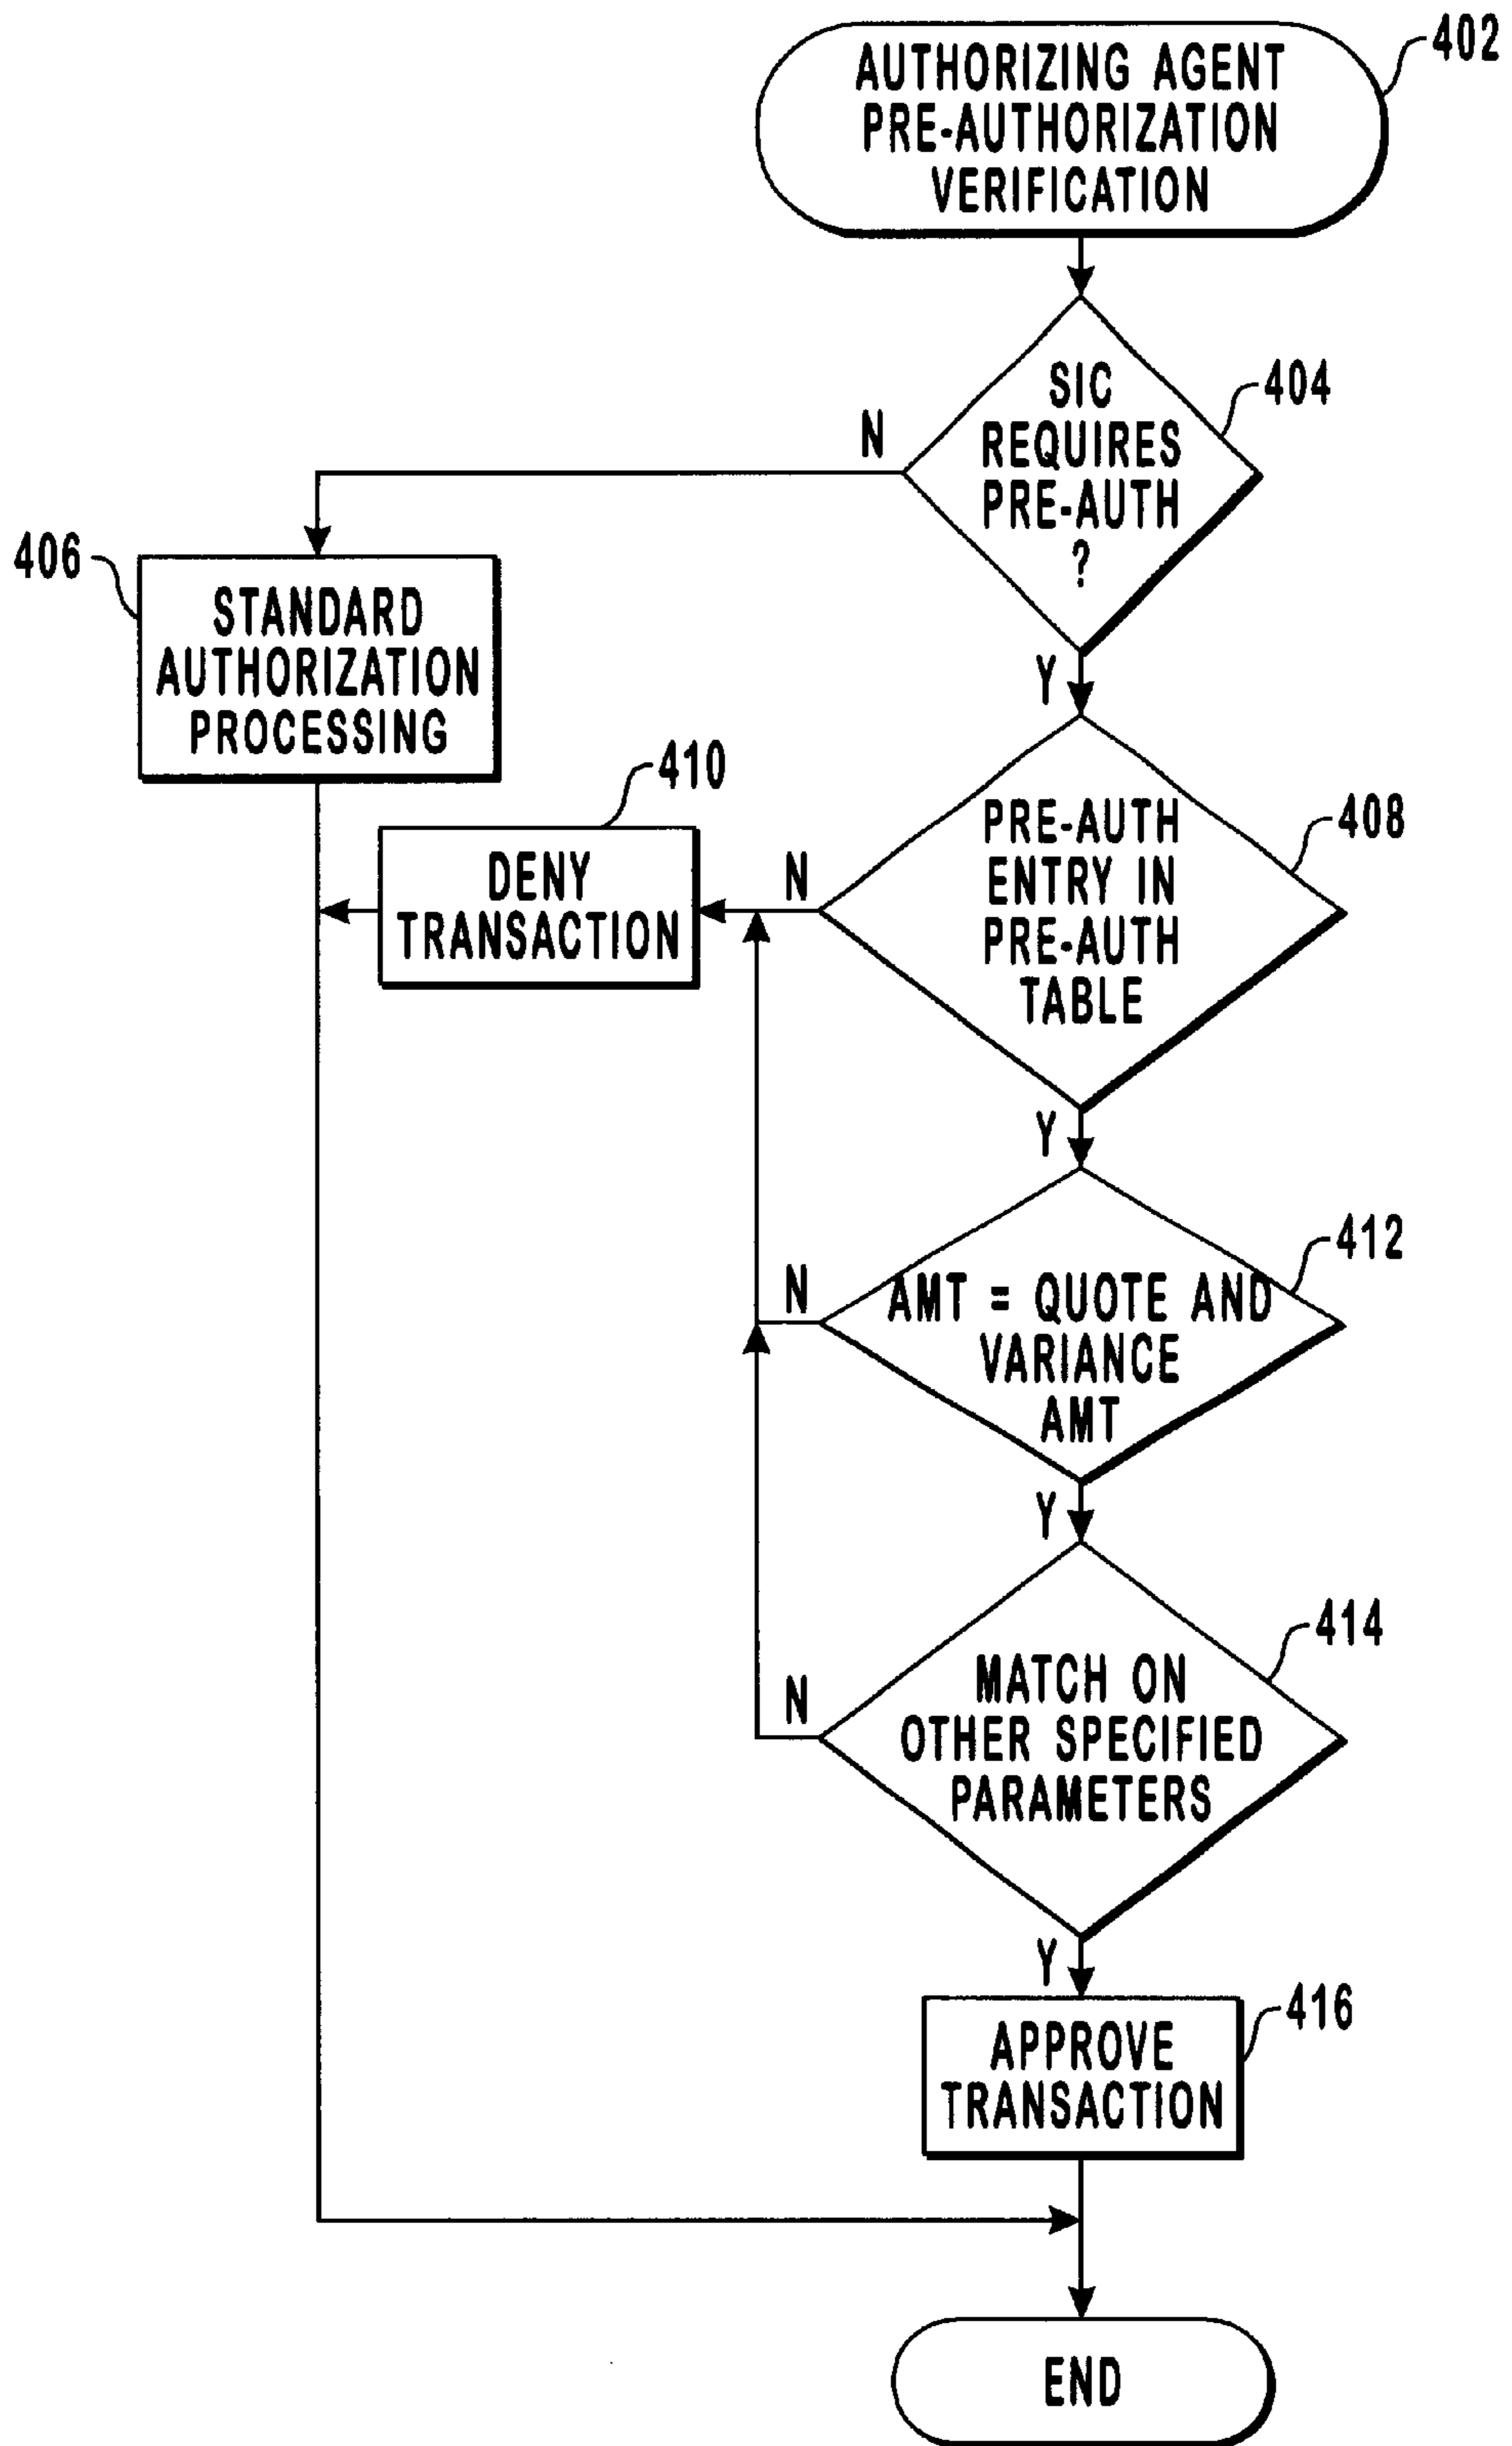 402
AUTHORIZING AGENT
PRE-AUTHORIZATION
VERIFICATION
404
SIC
REQUIRES
PRE-AUTH
?
N
Y
406
STANDARD
AUTHORIZATION
PROCESSING
408
PRE-AUTH
ENTRY IN
PRE-AUTH
TABLE
N
Y
410
DENY
TRANSACTION
412
AMT = QUOTE AND
VARIANCE
AMT
N
Y
414
MATCH ON
OTHER SPECIFIED
PARAMETERS
N
Y
416
APPROVE
TRANSACTION
END